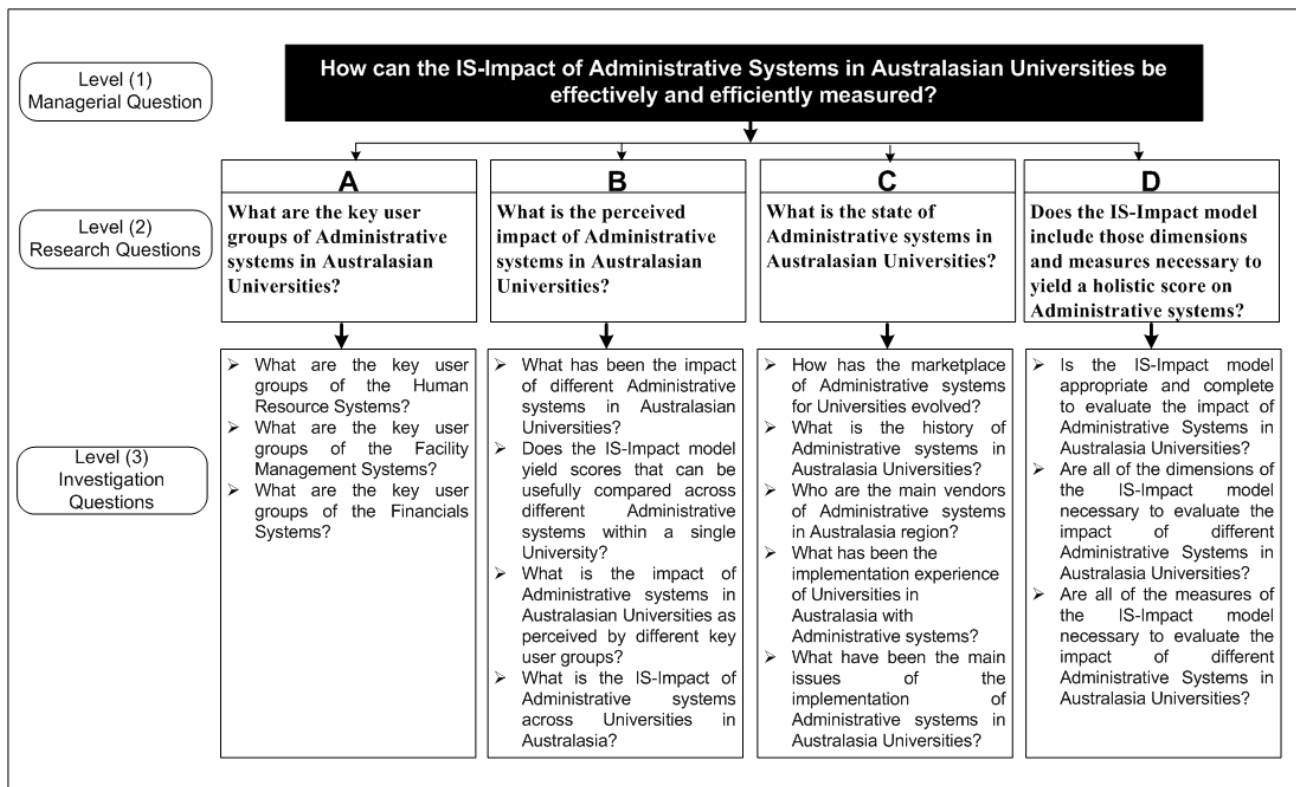 Level (1)
Managerial Question
How can the IS-Impact of Administrative Systems in Australasian Universities be
effectively and efficiently measured?
Level (2)
Research Questions
A
What are the key user
groups of Administrative
systems in Australasian
Universities?
B
What is the perceived
impact of Administrative
systems in Australasian
Universities?
C
What is the state of
Administrative systems in
Australasian Universities?
D
Does the IS-Impact model
include those dimensions
and measures necessary to
yield a holistic score on
Administrative systems?
Level (3)
Investigation
Questions
➢ What are the key user
groups of the Human
Resource Systems?
➢ What are the key user
groups of the Facility
Management Systems?
➢ What are the key user
groups of the Financials
Systems?
➢ What has been the impact
of different Administrative
systems in Australasian
Universities?
➢ Does the IS-Impact model
yield scores that can be
usefully compared across
different Administrative
systems within a single
University?
➢ What is the impact of
Administrative systems in
Australasian Universities as
perceived by different key
user groups?
➢ What is the IS-Impact of
Administrative systems
across Universities in
Australasia?
➢ How has the marketplace
of Administrative systems
for Universities evolved?
➢ What is the history of
Administrative systems in
Australasia Universities?
➢ Who are the main vendors
of Administrative systems
in Australasia region?
➢ What has been the
implementation experience
of Universities in
Australasia with
Administrative systems?
➢ What have been the main
issues of the
implementation of
Administrative systems in
Australasia Universities?
➢ Is the IS-Impact model
appropriate and complete
to evaluate the impact of
Administrative Systems in
Australasia Universities?
➢ Are all of the dimensions of
the IS-Impact model
necessary to evaluate the
impact of different
Administrative Systems in
Australasia Universities?
➢ Are all of the measures of
the IS-Impact model
necessary to evaluate the
impact of different
Administrative Systems in
Australasia Universities?